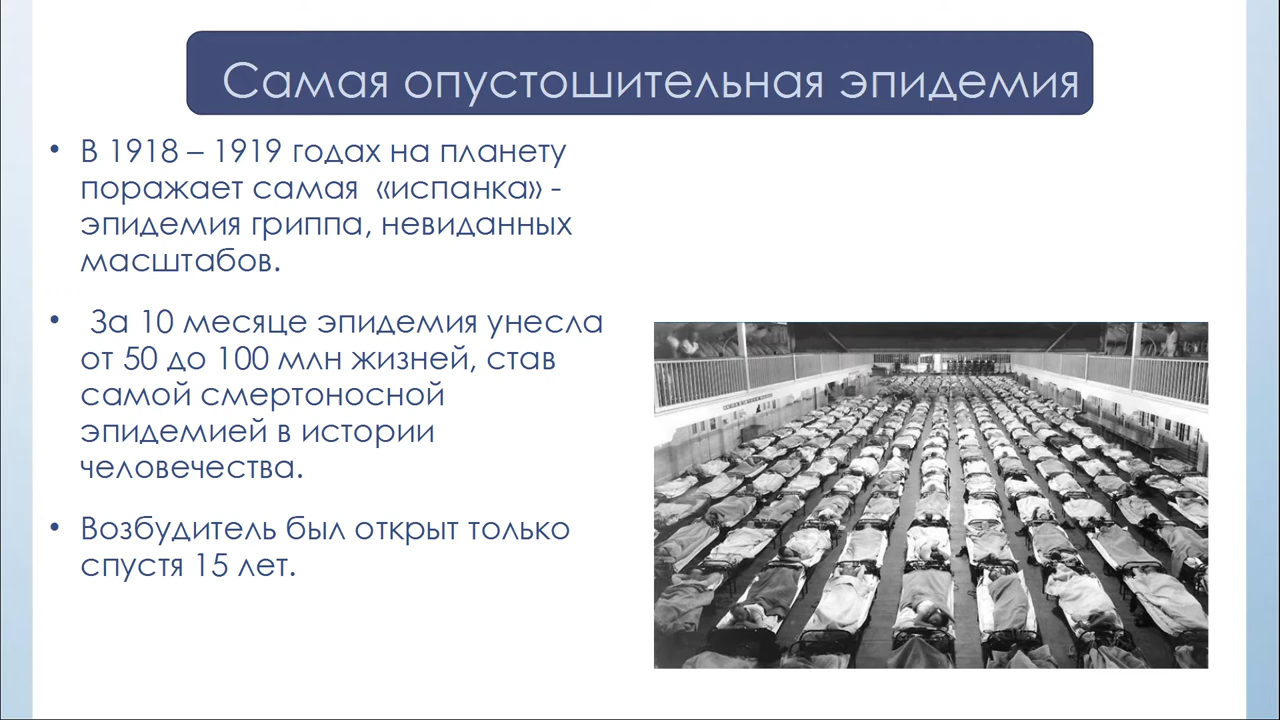 Самая опустошительная эпидемия
• В 1918 – 1919 годах на планету
поражает самая «испанка» -
эпидемия гриппа, невиданных
масштабов.
• За 10 месяце эпидемия унесла
от 50 до 100 млн жизней, став
самой смертоносной
эпидемией в истории
человечества.
• Возбудитель был открыт только
спустя 15 лет.